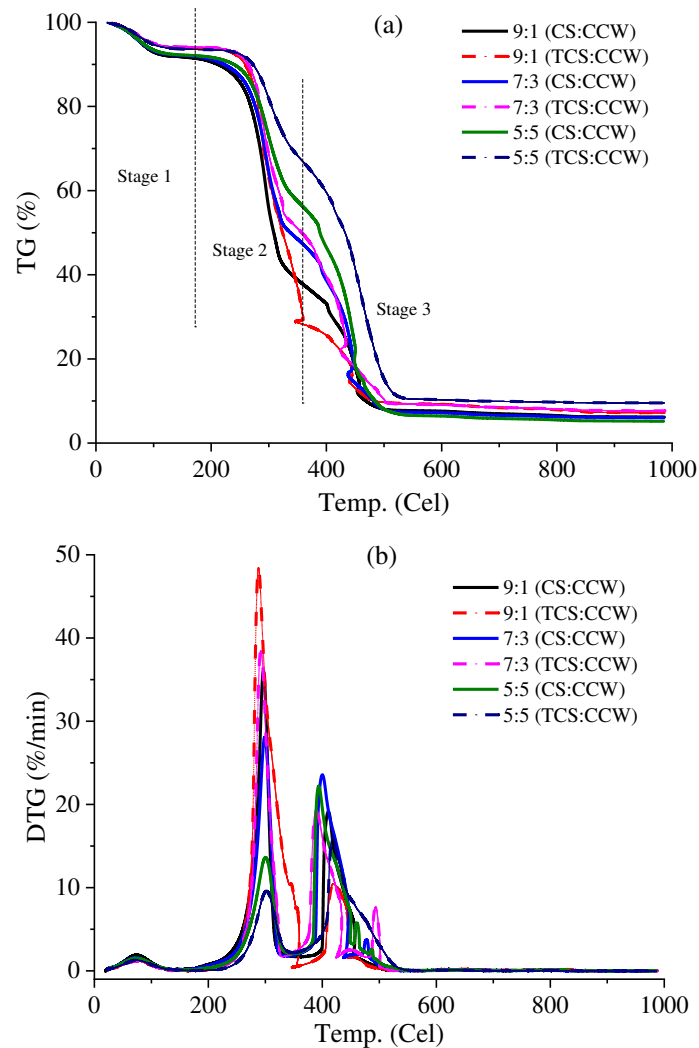 (a)
9:1 (CS:CCW)
9:1 (TCS:CCW)
7:3 (CS:CCW)
7:3 (TCS:CCW)
5:5 (CS:CCW)
5:5 (TCS:CCW)
Stage 1
Stage 2
Stage 3
TG (%)
100
80
60
40
20
0
0
200
400
600
800
1000
Temp. (Cel)
(b)
9:1 (CS:CCW)
9:1 (TCS:CCW)
7:3 (CS:CCW)
7:3 (TCS:CCW)
5:5 (CS:CCW)
5:5 (TCS:CCW)
DTG (%/min)
50
40
30
20
10
0
0
200
400
600
800
1000
Temp. (Cel)